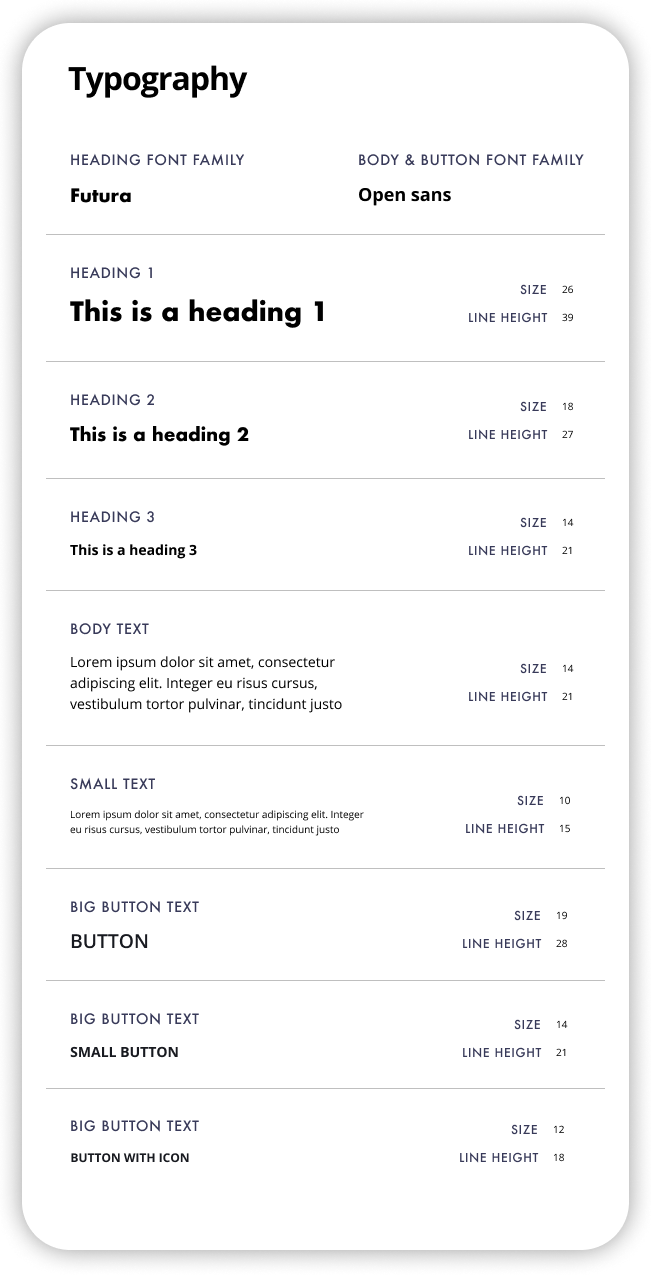 Typography
HEADING FONT FAMILY
Futura
BODY & BUTTON FONT FAMILY
Open sans
HEADING 1
This is a heading 1
SIZE 26
LINE HEIGHT 39
HEADING 2
This is a heading 2
SIZE 18
LINE HEIGHT 27
HEADING 3
This is a heading 3
SIZE 14
LINE HEIGHT 21
BODY TEXT
Lorem ipsum dolor sit amet, consectetur
adipiscing elit. Integer eu risus cursus,
vestibulum tortor pulvinar, tincidunt justo
SIZE 14
LINE HEIGHT 21
SMALL TEXT
Lorem ipsum dolor sit amet, consectetur adipiscing elit. Integer
eu risus cursus, vestibulum tortor pulvinar, tincidunt justo
SIZE 10
LINE HEIGHT 15
BIG BUTTON TEXT
BUTTON
SIZE 19
LINE HEIGHT 28
BIG BUTTON TEXT
SMALL BUTTON
SIZE 14
LINE HEIGHT 21
BIG BUTTON TEXT
BUTTON WITH ICON
SIZE 12
LINE HEIGHT 18